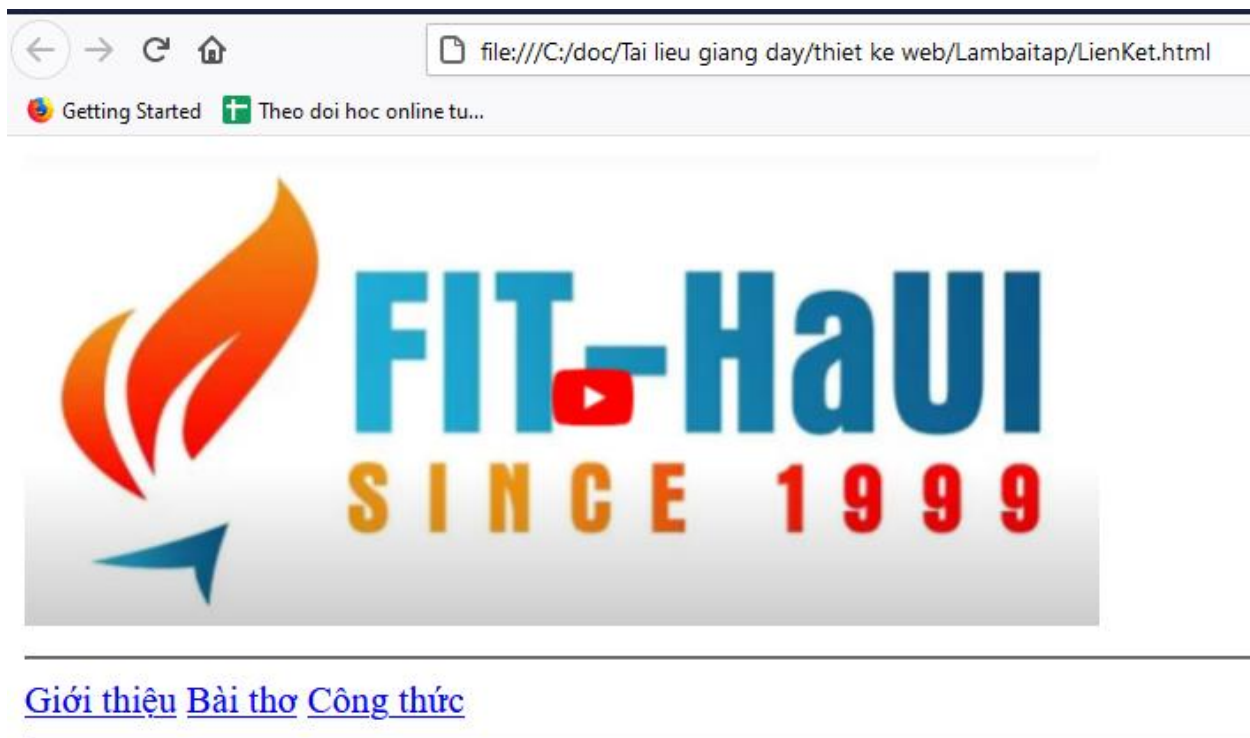 file:///C:/doc/Tai lieu giang day/thiet ke web/Lambaitap/LienKet.html
Getting Started Theo doi hoc online tu...
FIT-HaUI
SINCE 1999
Giới thiệu Bài thơ Công thức